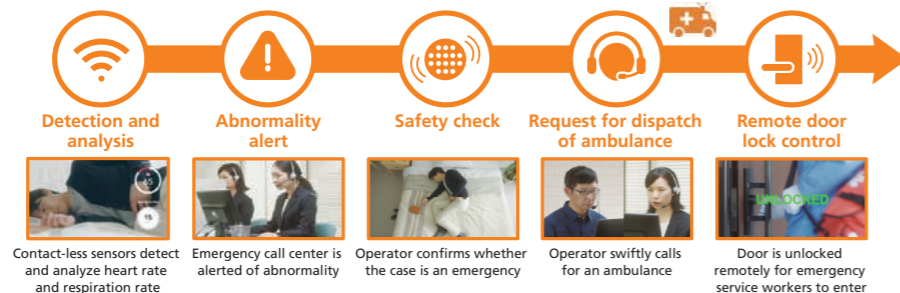 Detection and
analysis
Abnormality
alert
Safety check
Request for dispatch
of ambulance
Remote door
lock control
65
15
UNLOCKED
Contact-less sensors detect
and analyze heart rate
and respiration rate
Emergency call center is
alerted of abnormality
Operator confirms whether
the case is an emergency
Operator swiftly calls
for an ambulance
Door is unlocked
remotely for emergency
service workers to enter